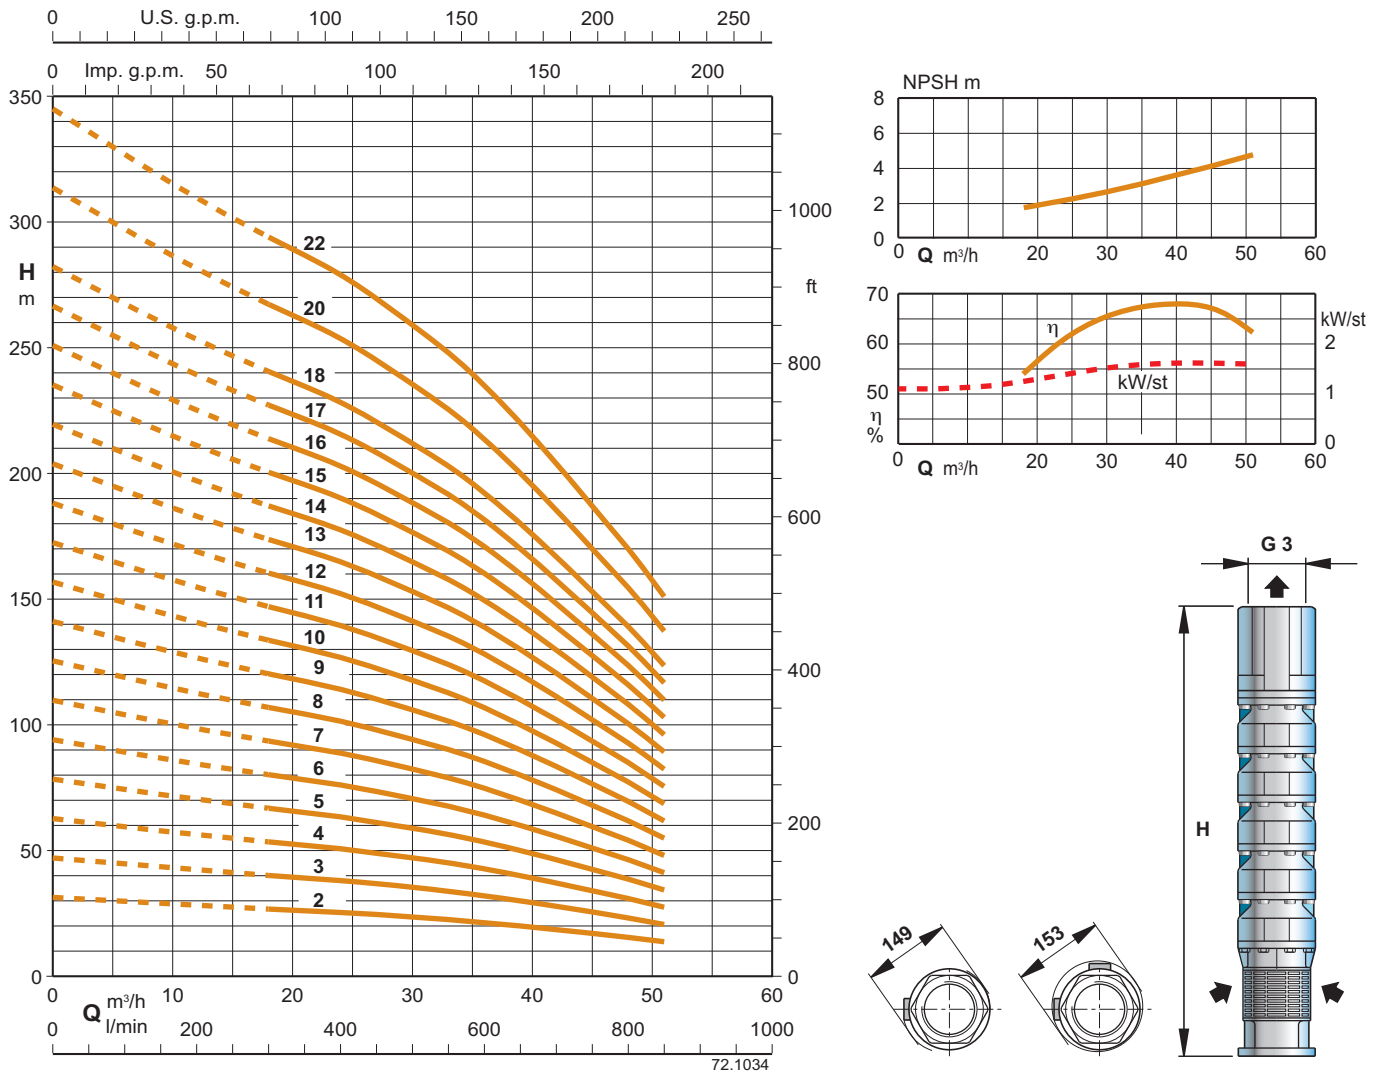 0 U.S. g.p.m. 100 150 200 250
0 Imp. g.p.m. 50 100 150 200
350
300
H
m
250
200
150
100
50
0
22
20
18
17
16
15
14
13
12
11
10
9
8
7
6
5
4
3
2
1000
ft
800
600
400
200
0
0 10 20 30 40 50 60
Q m³/h
l/min
0 200 400 600 800 1000
72.1034
NPSH m
8
6
4
2
0
0 Q m³/h 20 30 40 50 60
70
60
50
η
%
η
kW/st
kW/st
2
1
0
0 Q m³/h 20 30 40 50 60
G 3
H
149
153